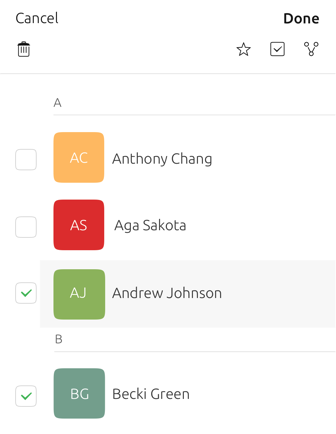 Cancel Done
A
AC Anthony Chang
AS Aga Sakota
AJ Andrew Johnson
B
BG Becki Green